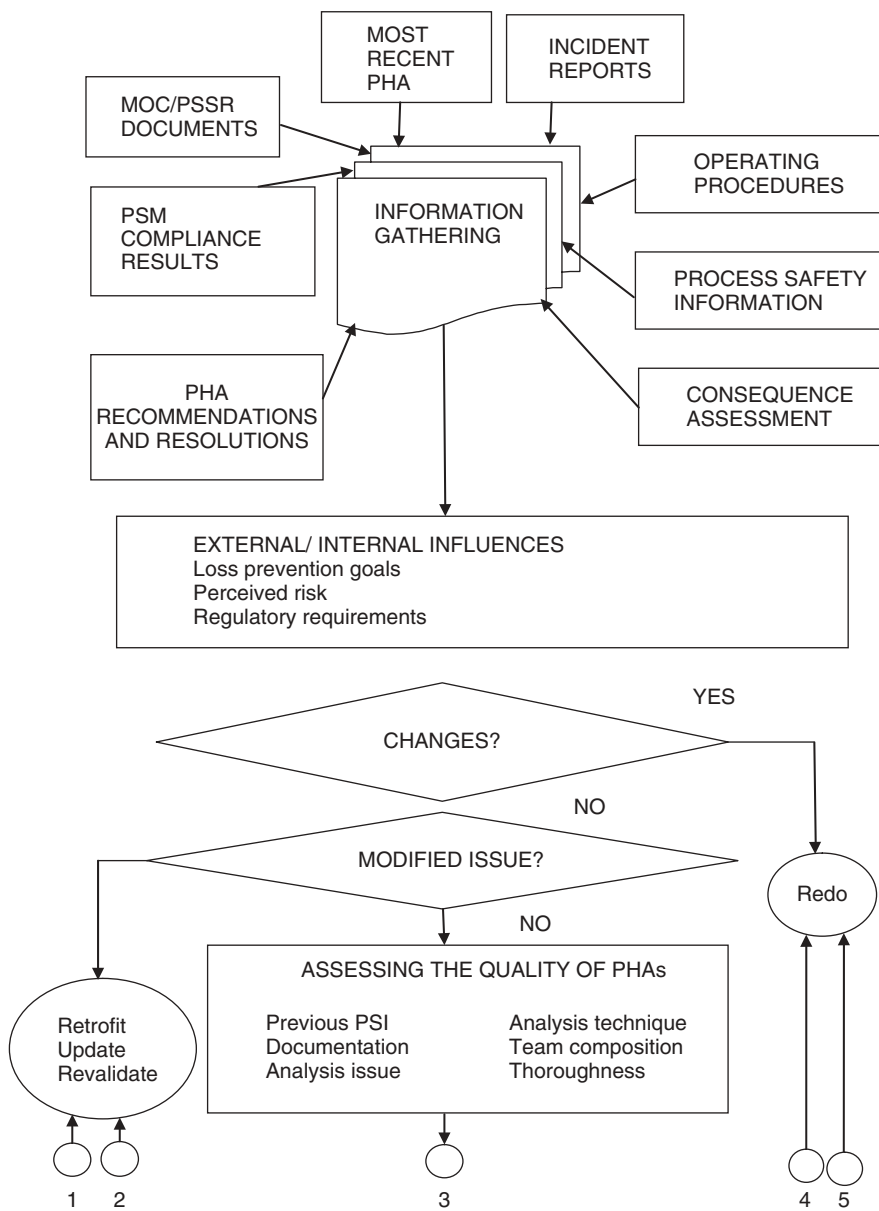 MOST
RECENT
PHA
INCIDENT
REPORTS
MOC/PSSR
DOCUMENTS
OPERATING
PROCEDURES
PSM
COMPLIANCE
RESULTS
INFORMATION
GATHERING
PROCESS SAFETY
INFORMATION
PHA
RECOMMENDATIONS
AND RESOLUTIONS
CONSEQUENCE
ASSESSMENT
EXTERNAL/ INTERNAL INFLUENCES
Loss prevention goals
Perceived risk
Regulatory requirements
YES
CHANGES?
NO
MODIFIED ISSUE?
Redo
NO
ASSESSING THE QUALITY OF PHAs
Previous PSI
Documentation
Analysis issue
Analysis technique
Team composition
Thoroughness
Retrofit
Update
Revalidate
1 2 3 4 5